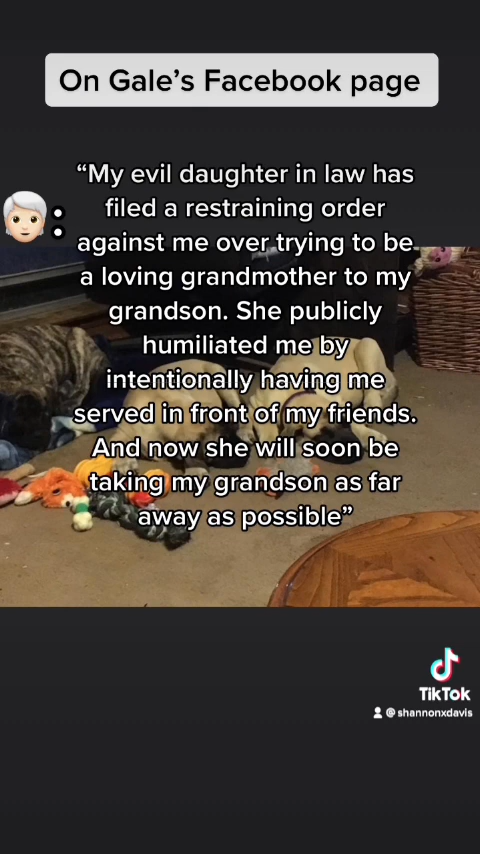 On Gale’s Facebook page
“My evil daughter in law has
filed a restraining order
against me over trying to be
a loving grandmother to my
grandson. She publicly
humiliated me by
intentionally having me
served in front of my friends.
And now she will soon be
taking my grandson as far
away as possible”
TikTok
@shannonxdavis